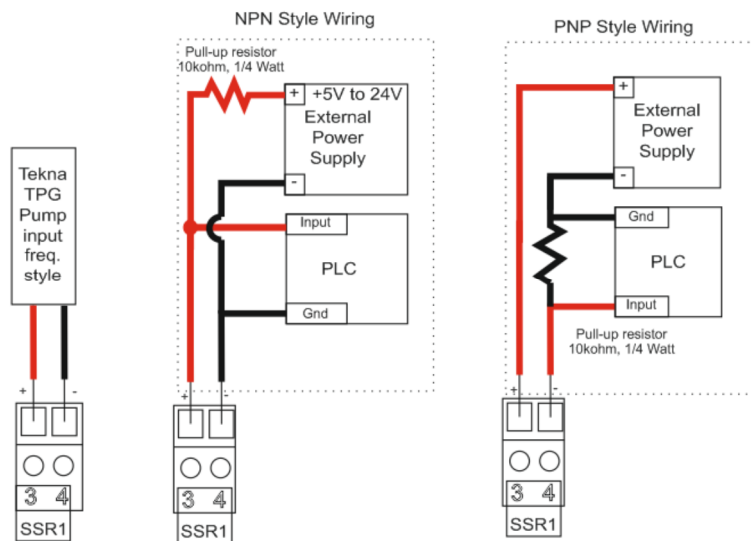 NPN Style Wiring
PNP Style Wiring
Pull-up resistor
10kohm, 1/4 Watt
+ +5V to 24V
External
Power
Supply
-
Input
PLC
Gnd
+
External
Power
Supply
-
Gnd
PLC
Input
Pull-up resistor
10kohm, 1/4 Watt
Tekna
TPG
Pump
input
freq.
style
+ -
3 4
SSR1
+ -
3 4
SSR1
+ -
3 4
SSR1